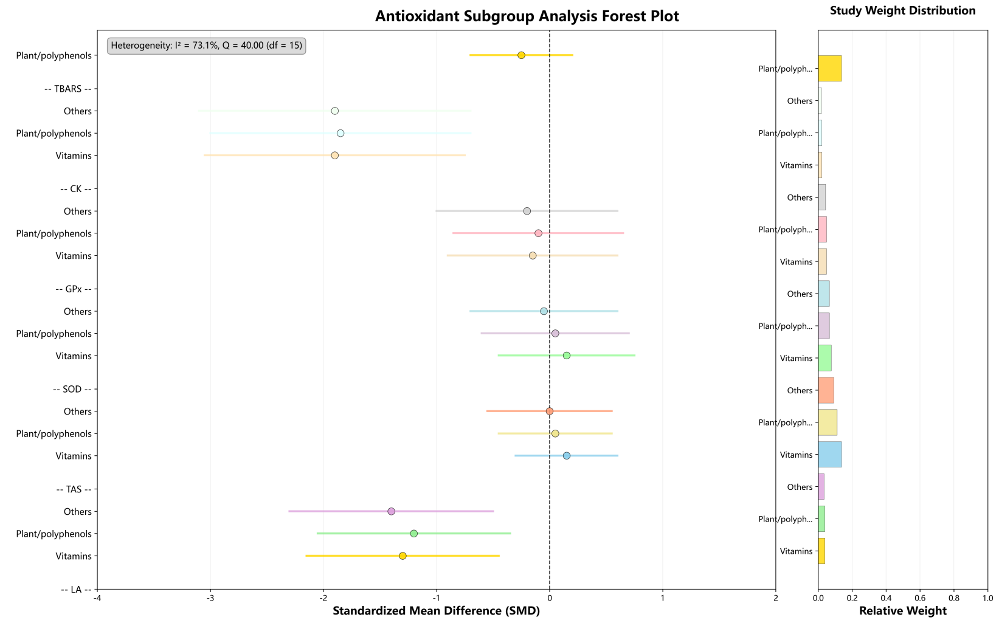 Antioxidant Subgroup Analysis Forest Plot
Heterogeneity: I² = 73.1%, Q = 40.00 (df = 15)
Plant/polyphenols
-- TBARS --
Others
Plant/polyphenols
Vitamins
-- CK --
Others
Plant/polyphenols
Vitamins
-- GPx --
Others
Plant/polyphenols
Vitamins
-- SOD --
Others
Plant/polyphenols
Vitamins
-- TAS --
Others
Plant/polyphenols
Vitamins
-- LA --
-4 -3 -2 -1 0 1 2
Standardized Mean Difference (SMD)
Study Weight Distribution
Plant/polyph...
Others
Plant/polyph...
Vitamins
Others
Plant/polyph...
Vitamins
Others
Plant/polyph...
Vitamins
Others
Plant/polyph...
Vitamins
Others
Plant/polyph...
Vitamins
0.0 0.2 0.4 0.6 0.8 1.0
Relative Weight